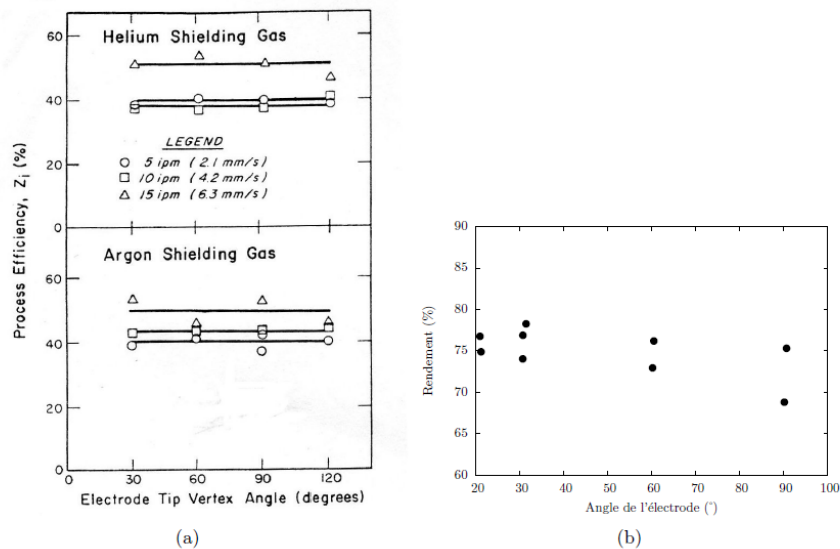 60
Helium Shielding Gas
40
LEGEND
5 ipm (2.1 mm/s)
10 ipm (4.2 mm/s)
15 ipm (6.3 mm/s)
20
0
0
Argon Shielding Gas
60
40
20
0
0 30 60 90 120
Process Efficiency, Zi (%)
Electrode Tip Vertex Angle (degrees)
(a)
90
85
80
75
70
65
60
20 30 40 50 60 70 80 90 100
Rendement (%)
Angle de l'électrode (°)
(b)